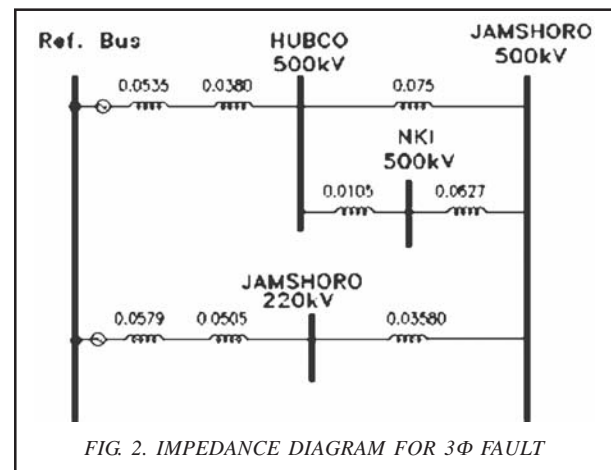 Ref. Bus
HUBCO
500kV
JAMSHORO
500kV
0.0535
0.0380
0.075
NKI
500kV
0.0105
0.0627
JAMSHORO
220kV
0.0579
0.0505
0.03580
FIG. 2. IMPEDANCE DIAGRAM FOR 3Φ FAULT